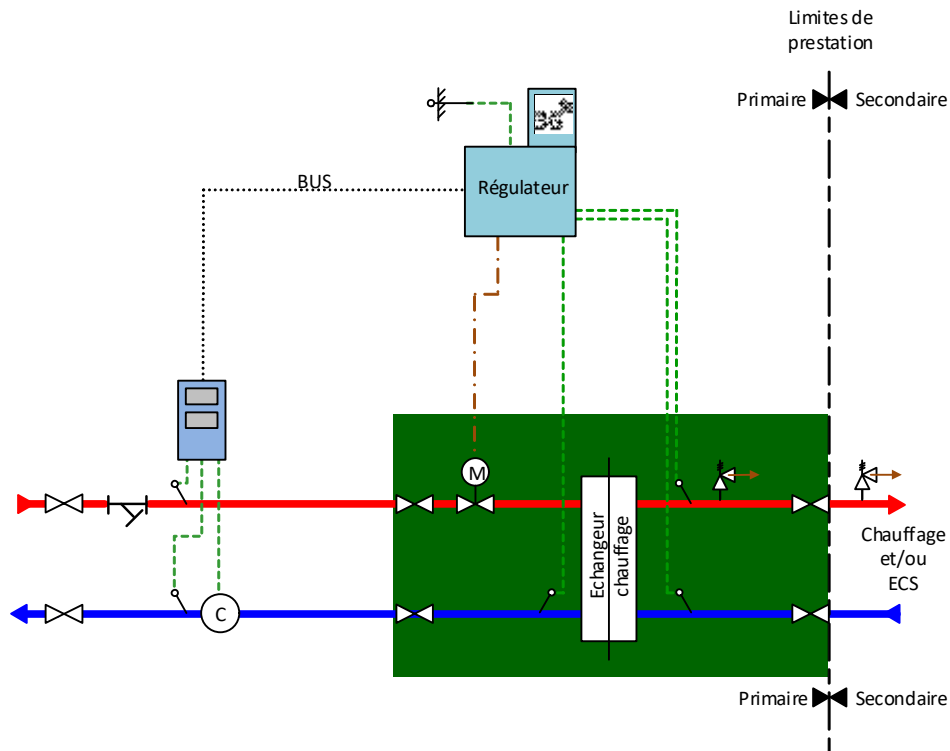 Limites de
prestation
Primaire
Secondaire
BUS
Régulateur
M
Echangeur
chauffage
Chauffage
et/ou
ECS
C
Primaire
Secondaire